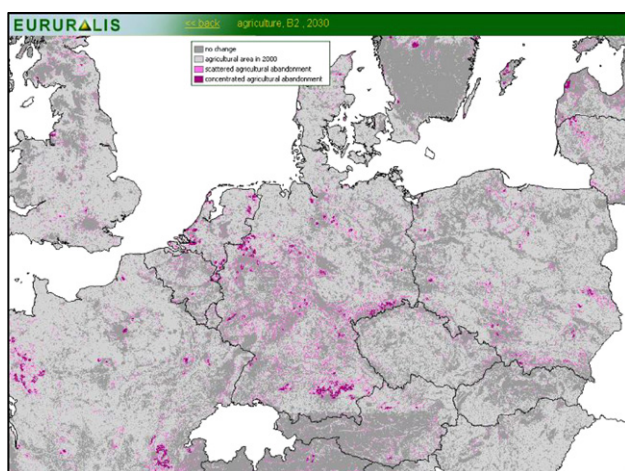 EURURALIS
<< back
agriculture, B2 , 2030
no change
agricultural area in 2000
scattered agricultural abandonment
concentrated agricultural abandonment